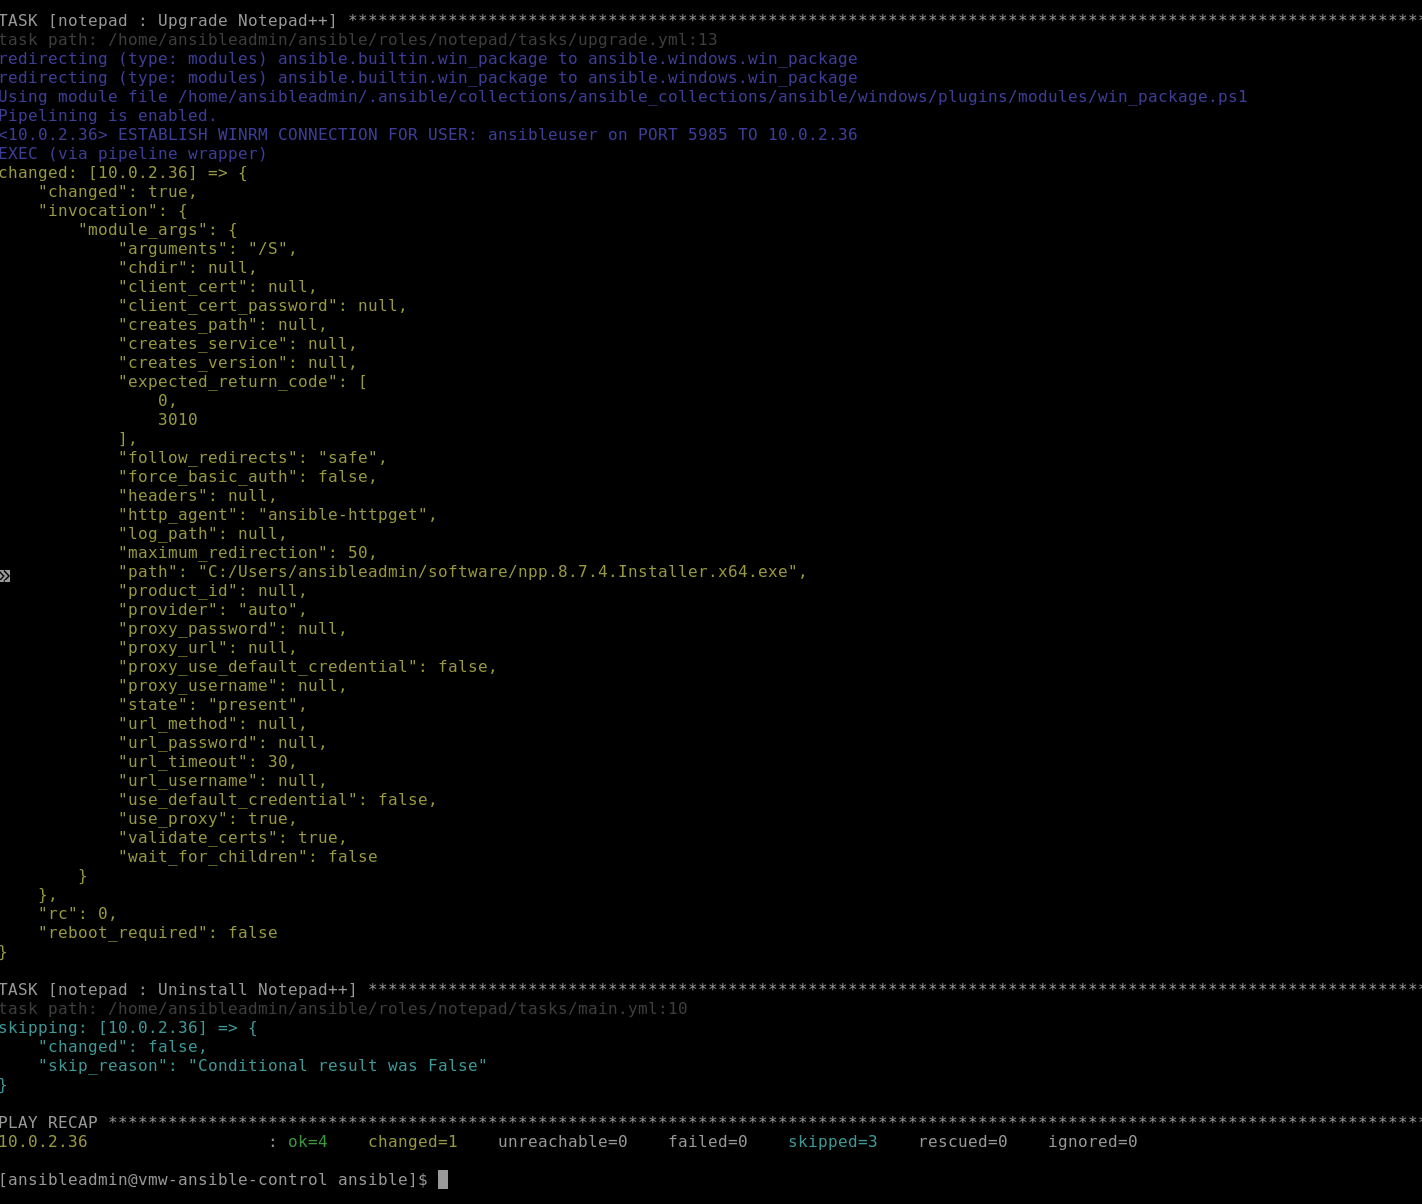 TASK [notepad : Upgrade Notepad++] ************************************************************************************************************
task path: /home/ansibleadmin/ansible/roles/notepad/tasks/upgrade.yml:13
redirecting (type: modules) ansible.builtin.win_package to ansible.windows.win_package
redirecting (type: modules) ansible.builtin.win_package to ansible.windows.win_package
Using module file /home/ansibleadmin/.ansible/collections/ansible_collections/ansible/windows/plugins/modules/win_package.ps1
Pipelining is enabled.
<10.0.2.36> ESTABLISH WINRM CONNECTION FOR USER: ansibleuser on PORT 5985 TO 10.0.2.36
EXEC (via pipeline wrapper)
changed: [10.0.2.36] => {
    "changed": true,
    "invocation": {
        "module_args": {
            "arguments": "/S",
            "chdir": null,
            "client_cert": null,
            "client_cert_password": null,
            "creates_path": null,
            "creates_service": null,
            "creates_version": null,
            "expected_return_code": [
                0,
                3010
            ],
            "follow_redirects": "safe",
            "force_basic_auth": false,
            "headers": null,
            "http_agent": "ansible-httpget",
            "log_path": null,
            "maximum_redirection": 50,
»           "path": "C:/Users/ansibleadmin/software/npp.8.7.4.Installer.x64.exe",
            "product_id": null,
            "provider": "auto",
            "proxy_password": null,
            "proxy_url": null,
            "proxy_use_default_credential": false,
            "proxy_username": null,
            "state": "present",
            "url_method": null,
            "url_password": null,
            "url_timeout": 30,
            "url_username": null,
            "use_default_credential": false,
            "use_proxy": true,
            "validate_certs": true,
            "wait_for_children": false
        }
    },
    "rc": 0,
    "reboot_required": false
}
TASK [notepad : Uninstall Notepad++] **********************************************************************************************************
task path: /home/ansibleadmin/ansible/roles/notepad/tasks/main.yml:10
skipping: [10.0.2.36] => {
    "changed": false,
    "skip_reason": "Conditional result was False"
}
PLAY RECAP ************************************************************************************************************************************
10.0.2.36                  : ok=4    changed=1    unreachable=0    failed=0    skipped=3    rescued=0    ignored=0
[ansibleadmin@vmw-ansible-control ansible]$